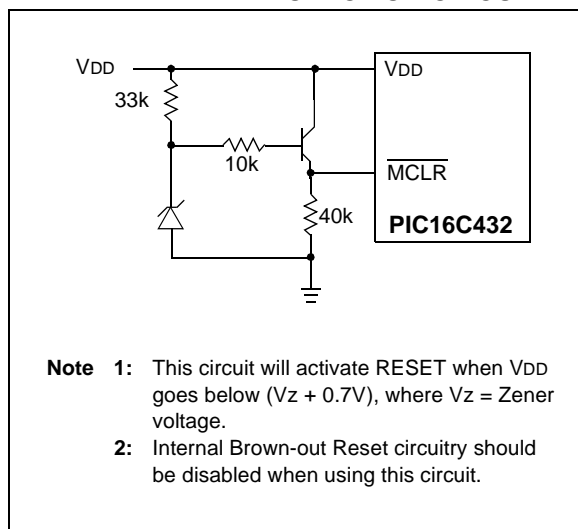 VDD
VDD
33k
10k
MCLR
40k
PIC16C432
Note 1: This circuit will activate RESET when VDD
goes below (Vz + 0.7V), where Vz = Zener
voltage.
2: Internal Brown-out Reset circuitry should
be disabled when using this circuit.